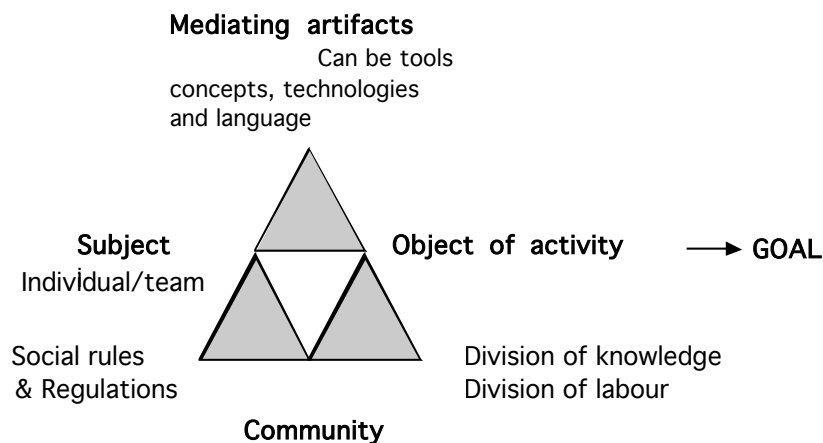 Mediating artifacts
Can be tools
concepts, technologies
and language
Subject
Individual/team
Object of activity
GOAL
Social rules
& Regulations
Division of knowledge
Division of labour
Community